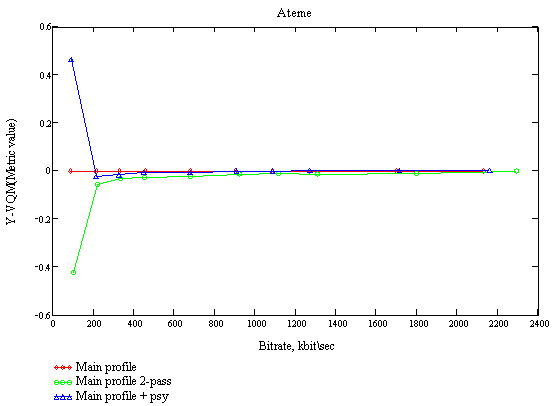 Ateme
0.6
0.4
0.2
0
-0.2
-0.4
-0.6
Y-VQM(Metric value)
0 200 400 600 800 1000 1200 1400 1600 1800 2000 2200 2400
Bitrate, kbit\sec
Main profile
Main profile 2-pass
Main profile + psy